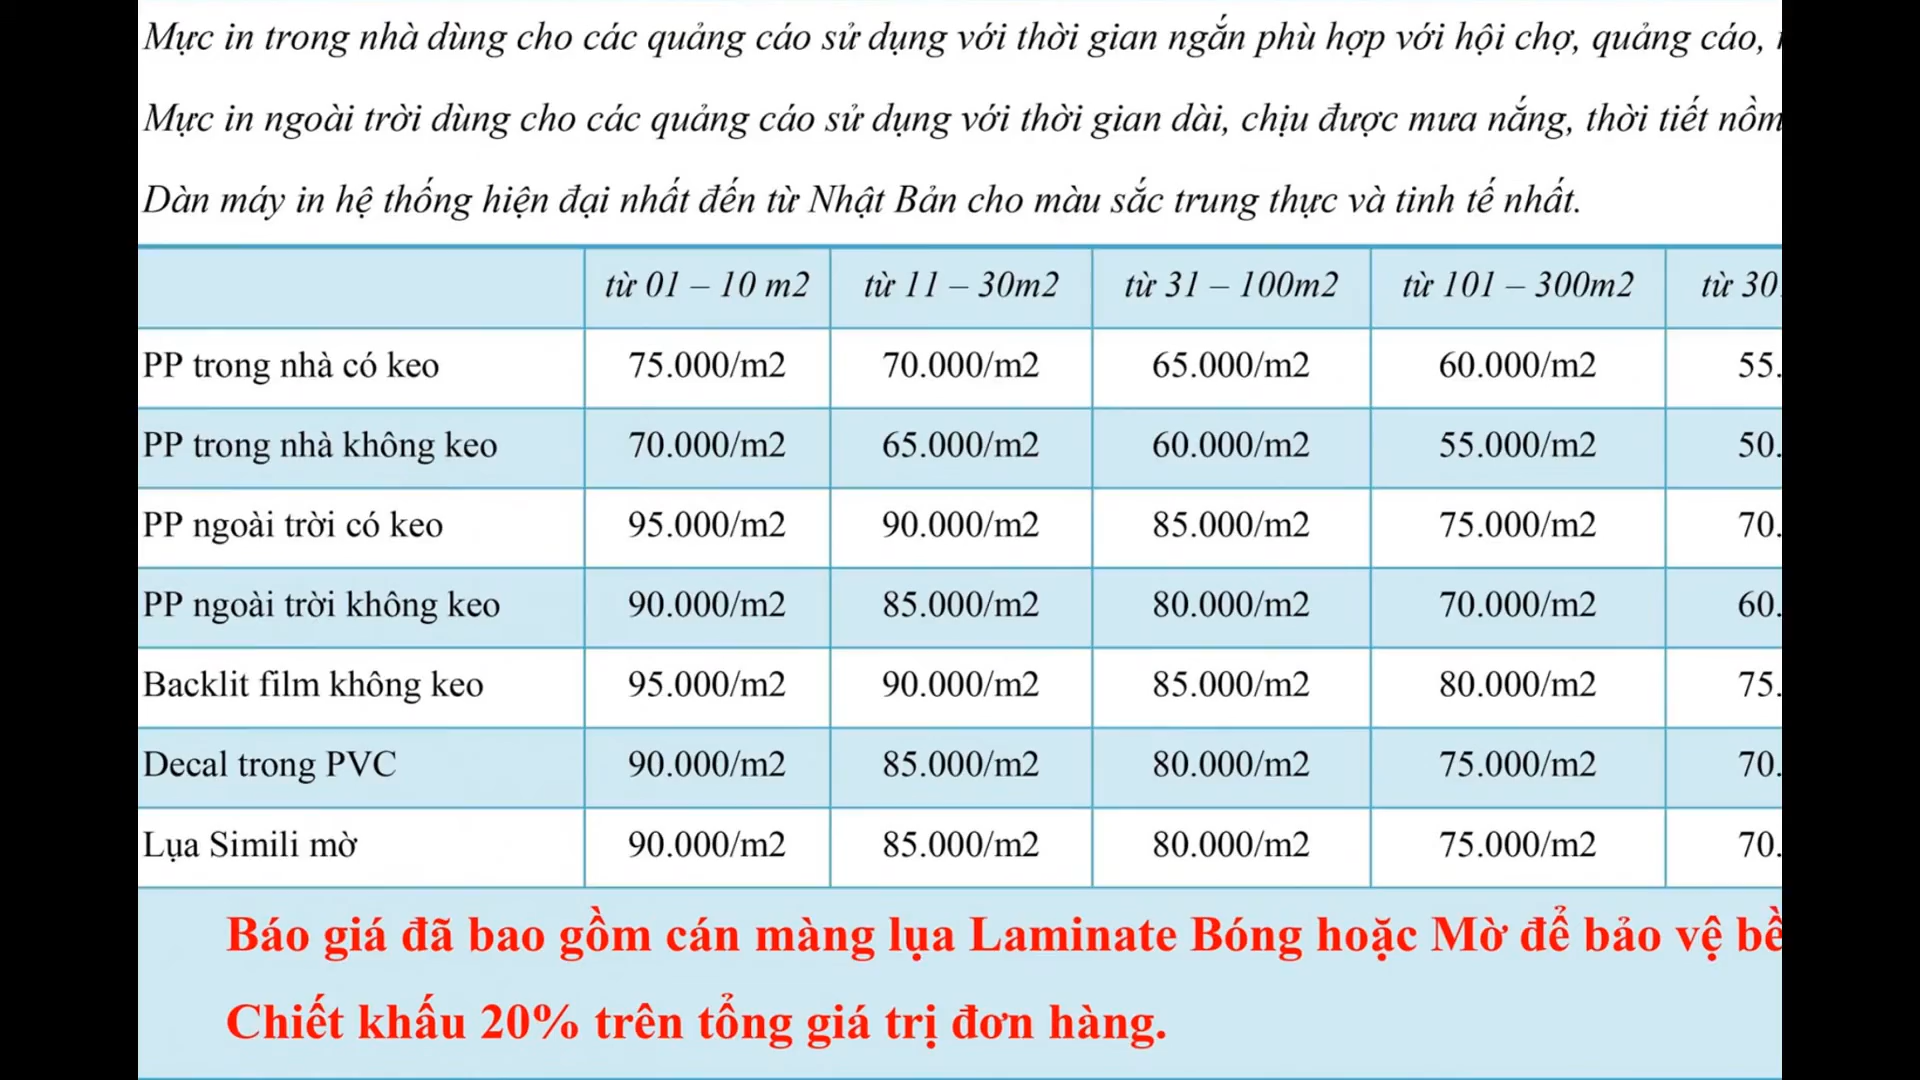 Mực in trong nhà dùng cho các quảng cáo sử dụng với thời gian ngắn phù hợp với hội chợ, quảng cáo,
Mực in ngoài trời dùng cho các quảng cáo sử dụng với thời gian dài, chịu được mưa nắng, thời tiết nồm
Dàn máy in hệ thống hiện đại nhất đến từ Nhật Bản cho màu sắc trung thực và tinh tế nhất.
từ 01 – 10 m2 từ 11 – 30m2 từ 31 – 100m2 từ 101 – 300m2 từ 30
PP trong nhà có keo 75.000/m2 70.000/m2 65.000/m2 60.000/m2 55.
PP trong nhà không keo 70.000/m2 65.000/m2 60.000/m2 55.000/m2 50.
PP ngoài trời có keo 95.000/m2 90.000/m2 85.000/m2 75.000/m2 70.
PP ngoài trời không keo 90.000/m2 85.000/m2 80.000/m2 70.000/m2 60.
Backlit film không keo 95.000/m2 90.000/m2 85.000/m2 80.000/m2 75.
Decal trong PVC 90.000/m2 85.000/m2 80.000/m2 75.000/m2 70.
Lụa Simili mờ 90.000/m2 85.000/m2 80.000/m2 75.000/m2 70.
Báo giá đã bao gồm cán màng lụa Laminate Bóng hoặc Mờ để bảo vệ bề
Chiết khấu 20% trên tổng giá trị đơn hàng.